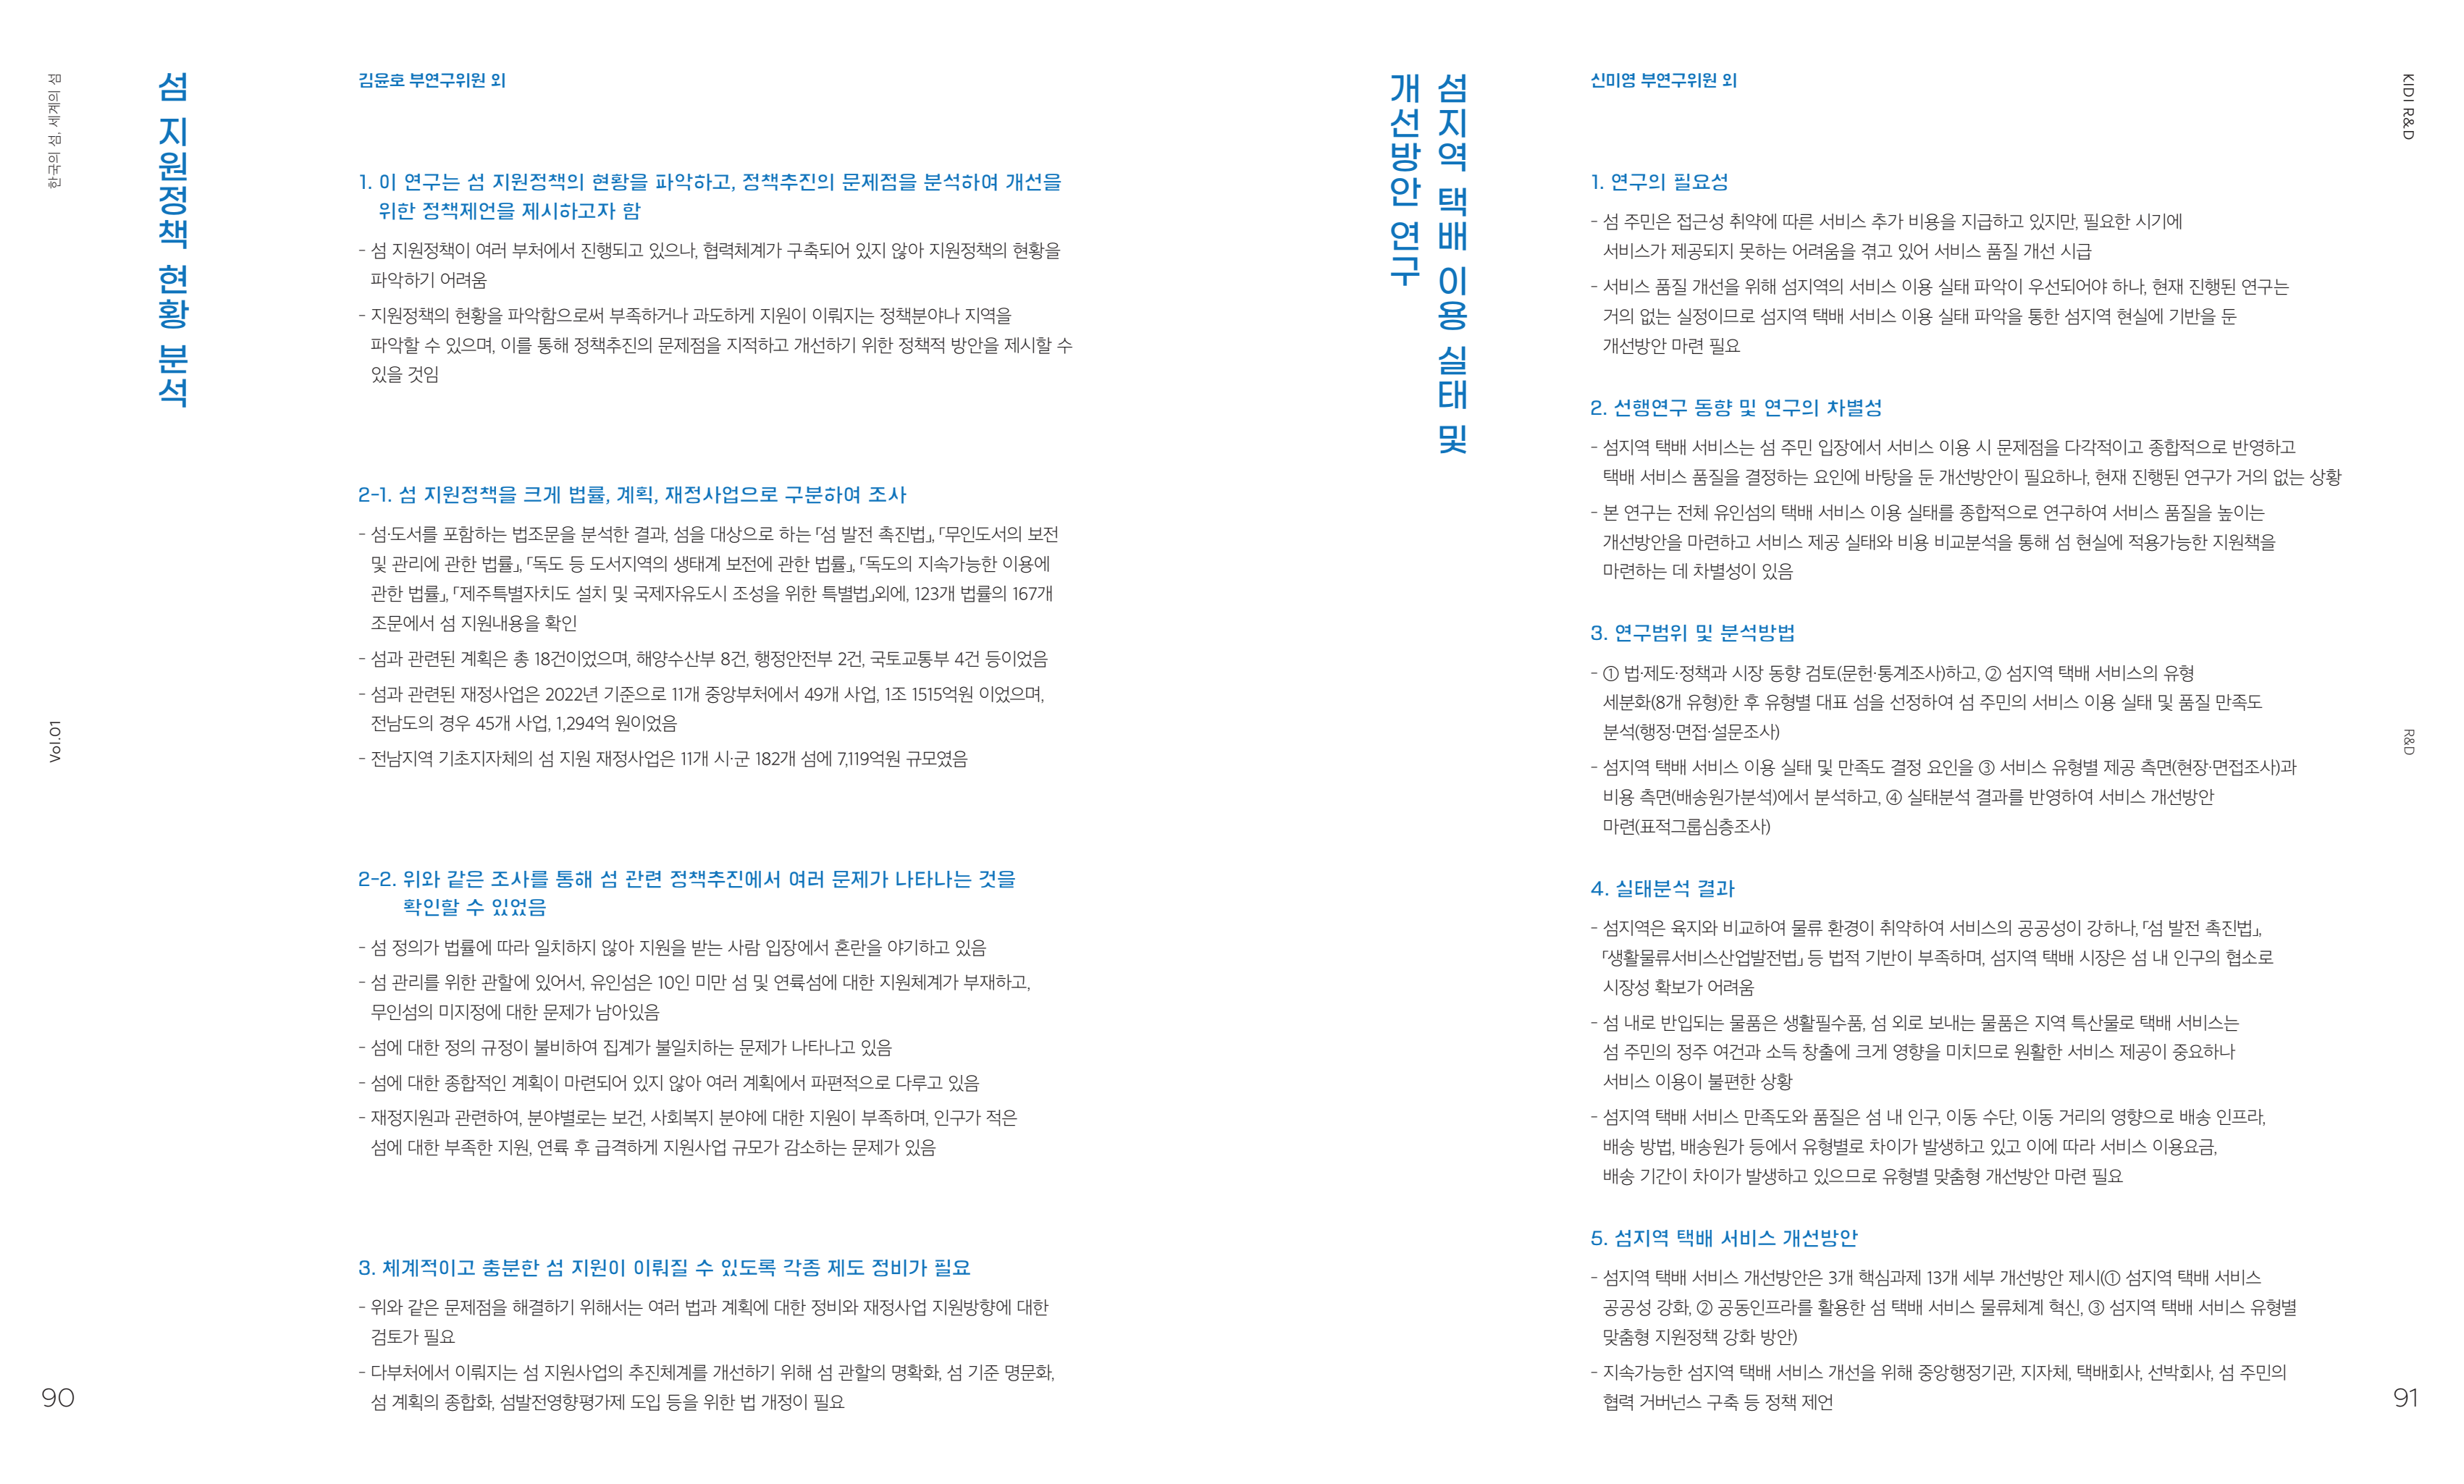 한국의 섬, 세계의 섬
Vol.01
90
섬 지원정책 현황 분석
김윤호 부연구위원 외
1. 이 연구는 섬 지원정책의 현황을 파악하고, 정책추진의 문제점을 분석하여 개선을
위한 정책제언을 제시하고자 함
- 섬 지원정책이 여러 부처에서 진행되고 있으나, 협력체계가 구축되어 있지 않아 지원정책의 현황을
파악하기 어려움
- 지원정책의 현황을 파악함으로써 부족하거나 과도하게 지원이 이뤄지는 정책분야나 지역을
파악할 수 있으며, 이를 통해 정책추진의 문제점을 지적하고 개선하기 위한 정책적 방안을 제시할 수
있을 것임
2-1. 섬 지원정책을 크게 법률, 계획, 재정사업으로 구분하여 조사
- 섬·도서를 포함하는 법조문을 분석한 결과, 섬을 대상으로 하는 「섬 발전 촉진법」, 「무인도서의 보전
및 관리에 관한 법률」, 「독도 등 도서지역의 생태계 보전에 관한 법률」, 「독도의 지속가능한 이용에
관한 법률」, 「제주특별자치도 설치 및 국제자유도시 조성을 위한 특별법」외에, 123개 법률의 167개
조문에서 섬 지원내용을 확인
- 섬과 관련된 계획은 총 18건이었으며, 해양수산부 8건, 행정안전부 2건, 국토교통부 4건 등이었음
- 섬과 관련된 재정사업은 2022년 기준으로 11개 중앙부처에서 49개 사업, 1조 1515억원 이었으며,
전남도의 경우 45개 사업, 1,294억 원이었음
- 전남지역 기초지자체의 섬 지원 재정사업은 11개 시·군 182개 섬에 7,119억원 규모였음
2-2. 위와 같은 조사를 통해 섬 관련 정책추진에서 여러 문제가 나타나는 것을
확인할 수 있었음
- 섬 정의가 법률에 따라 일치하지 않아 지원을 받는 사람 입장에서 혼란을 야기하고 있음
- 섬 관리를 위한 관할에 있어서, 유인섬은 10인 미만 섬 및 연륙섬에 대한 지원체계가 부재하고,
무인섬의 미지정에 대한 문제가 남아있음
- 섬에 대한 정의 규정이 불비하여 집계가 불일치하는 문제가 나타나고 있음
- 섬에 대한 종합적인 계획이 마련되어 있지 않아 여러 계획에서 파편적으로 다루고 있음
- 재정지원과 관련하여, 분야별로는 보건, 사회복지 분야에 대한 지원이 부족하며, 인구가 적은
섬에 대한 부족한 지원, 연륙 후 급격하게 지원사업 규모가 감소하는 문제가 있음
3. 체계적이고 충분한 섬 지원이 이뤄질 수 있도록 각종 제도 정비가 필요
- 위와 같은 문제점을 해결하기 위해서는 여러 법과 계획에 대한 정비와 재정사업 지원방향에 대한
검토가 필요
- 다부처에서 이뤄지는 섬 지원사업의 추진체계를 개선하기 위해 섬 관할의 명확화, 섬 기준 명문화,
섬 계획의 종합화, 섬발전영향평가제 도입 등을 위한 법 개정이 필요
섬지역 택배 이용 실태 및
개선방안 연구
신미영 부연구위원 외
1. 연구의 필요성
- 섬 주민은 접근성 취약에 따른 서비스 추가 비용을 지급하고 있지만, 필요한 시기에
서비스가 제공되지 못하는 어려움을 겪고 있어 서비스 품질 개선 시급
- 서비스 품질 개선을 위해 섬지역의 서비스 이용 실태 파악이 우선되어야 하나, 현재 진행된 연구는
거의 없는 실정이므로 섬지역 택배 서비스 이용 실태 파악을 통한 섬지역 현실에 기반을 둔
개선방안 마련 필요
2. 선행연구 동향 및 연구의 차별성
- 섬지역 택배 서비스는 섬 주민 입장에서 서비스 이용 시 문제점을 다각적이고 종합적으로 반영하고
택배 서비스 품질을 결정하는 요인에 바탕을 둔 개선방안이 필요하나, 현재 진행된 연구가 거의 없는 상황
- 본 연구는 전체 유인섬의 택배 서비스 이용 실태를 종합적으로 연구하여 서비스 품질을 높이는
개선방안을 마련하고 서비스 제공 실태와 비용 비교분석을 통해 섬 현실에 적용가능한 지원책을
마련하는 데 차별성이 있음
3. 연구범위 및 분석방법
- ① 법·제도·정책과 시장 동향 검토(문헌·통계조사)하고, ② 섬지역 택배 서비스의 유형
세분화(8개 유형)한 후 유형별 대표 섬을 선정하여 섬 주민의 서비스 이용 실태 및 품질 만족도
분석(행정·면접·설문조사)
- 섬지역 택배 서비스 이용 실태 및 만족도 결정 요인을 ③ 서비스 유형별 제공 측면(현장·면접조사)과
비용 측면(배송원가분석)에서 분석하고, ④ 실태분석 결과를 반영하여 서비스 개선방안
마련(표적그룹심층조사)
4. 실태분석 결과
- 섬지역은 육지와 비교하여 물류 환경이 취약하여 서비스의 공공성이 강하나, 「섬 발전 촉진법」,
「생활물류서비스산업발전법」 등 법적 기반이 부족하며, 섬지역 택배 시장은 섬 내 인구의 협소로
시장성 확보가 어려움
- 섬 내로 반입되는 물품은 생활필수품, 섬 외로 보내는 물품은 지역 특산물로 택배 서비스는
섬 주민의 정주 여건과 소득 창출에 크게 영향을 미치므로 원활한 서비스 제공이 중요하나
서비스 이용이 불편한 상황
- 섬지역 택배 서비스 만족도와 품질은 섬 내 인구, 이동 수단, 이동 거리의 영향으로 배송 인프라,
배송 방법, 배송원가 등에서 유형별로 차이가 발생하고 있고 이에 따라 서비스 이용요금,
배송 기간이 차이가 발생하고 있으므로 유형별 맞춤형 개선방안 마련 필요
5. 섬지역 택배 서비스 개선방안
- 섬지역 택배 서비스 개선방안은 3개 핵심과제 13개 세부 개선방안 제시(① 섬지역 택배 서비스
공공성 강화, ② 공동인프라를 활용한 섬 택배 서비스 물류체계 혁신, ③ 섬지역 택배 서비스 유형별
맞춤형 지원정책 강화 방안)
- 지속가능한 섬지역 택배 서비스 개선을 위해 중앙행정기관, 지자체, 택배회사, 선박회사, 섬 주민의
협력 거버넌스 구축 등 정책 제언
KIDI R&D
R&D
91